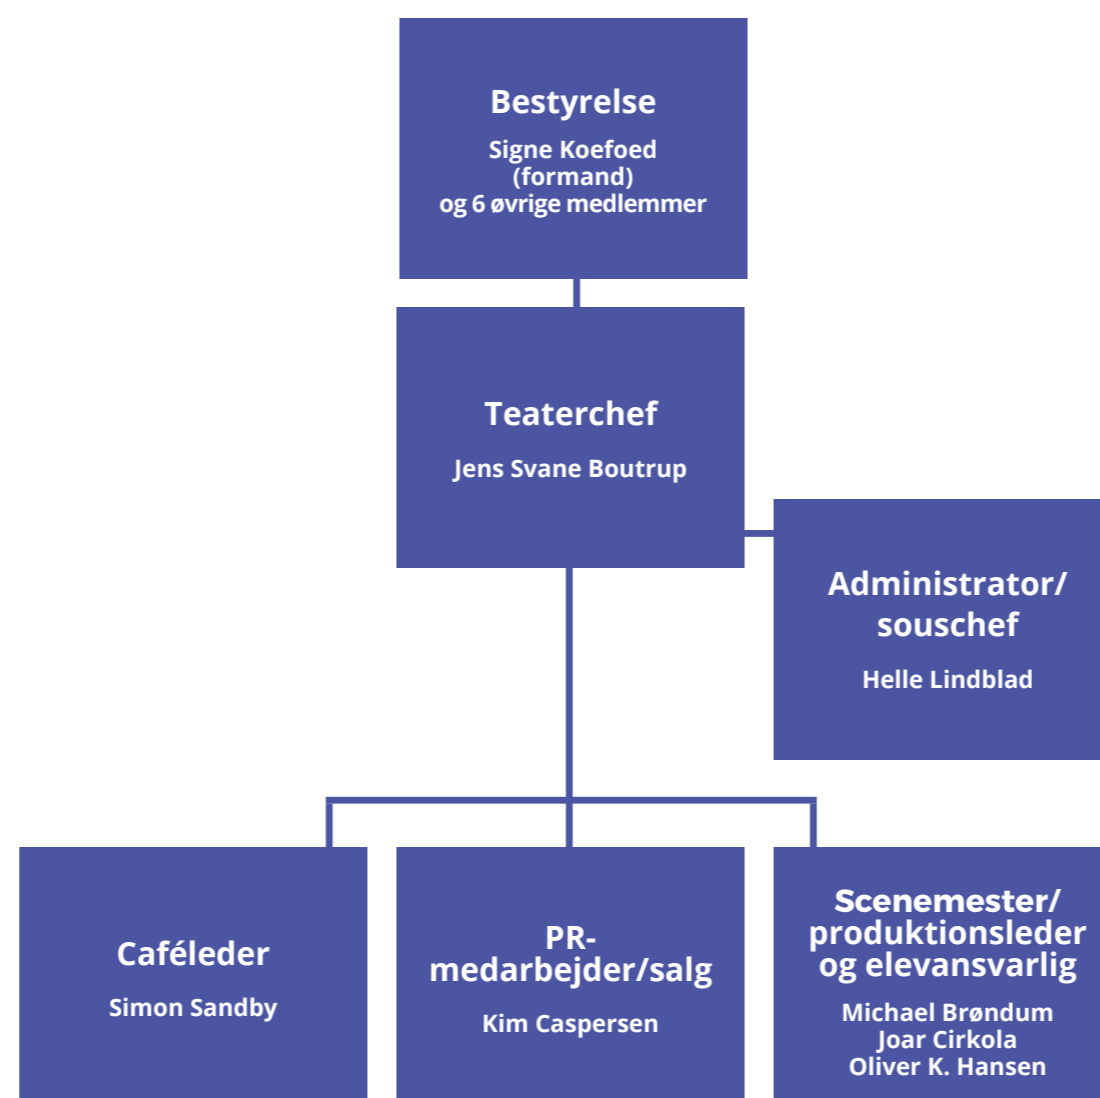 Bestyrelse
Signe Koefoed
(formand)
og 6 øvrige medlemmer
Teaterchef
Jens Svane Boutrup
Administrator/
souschef
Helle Lindblad
Caféleder
Simon Sandby
PR-
medarbejder/salg
Kim Caspersen
Scenemester/
produktionsleder
og elevansvarlig
Michael Brøndum
Joar Cirkola
Oliver K. Hansen